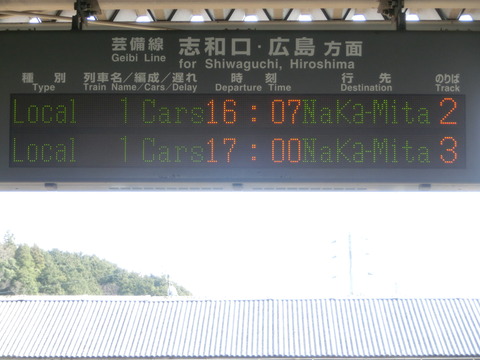 芸備線 志和口・広島 方面
Geibi Line for Shiwaguchi, Hiroshima
種別 列車名/編成/遅れ 時刻 行先 のりば
Type Train Name/Cars/Delay Departure Time Destination Track
Local 1 Cars 16:07 NaKa-Mita 2
Local 1 Cars 17:00 NaKa-Mita 3